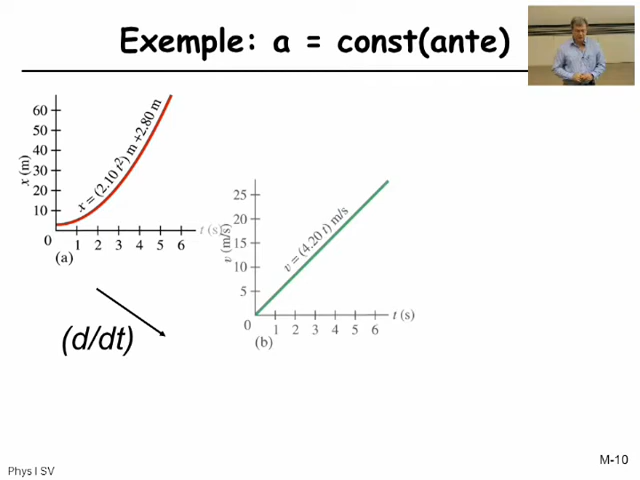 Exemple: a = const(ante)
60
50
40
30
20
10
0
x (m)
x = (2.10 t²) m + 2.80 m
1 2 3 4 5 6
t (s)
(a)
25
20
15
10
5
0
v (m/s)
v = (4.20 t) m/s
1 2 3 4 5 6
t (s)
(b)
(d/dt)
Phys I SV
M-10